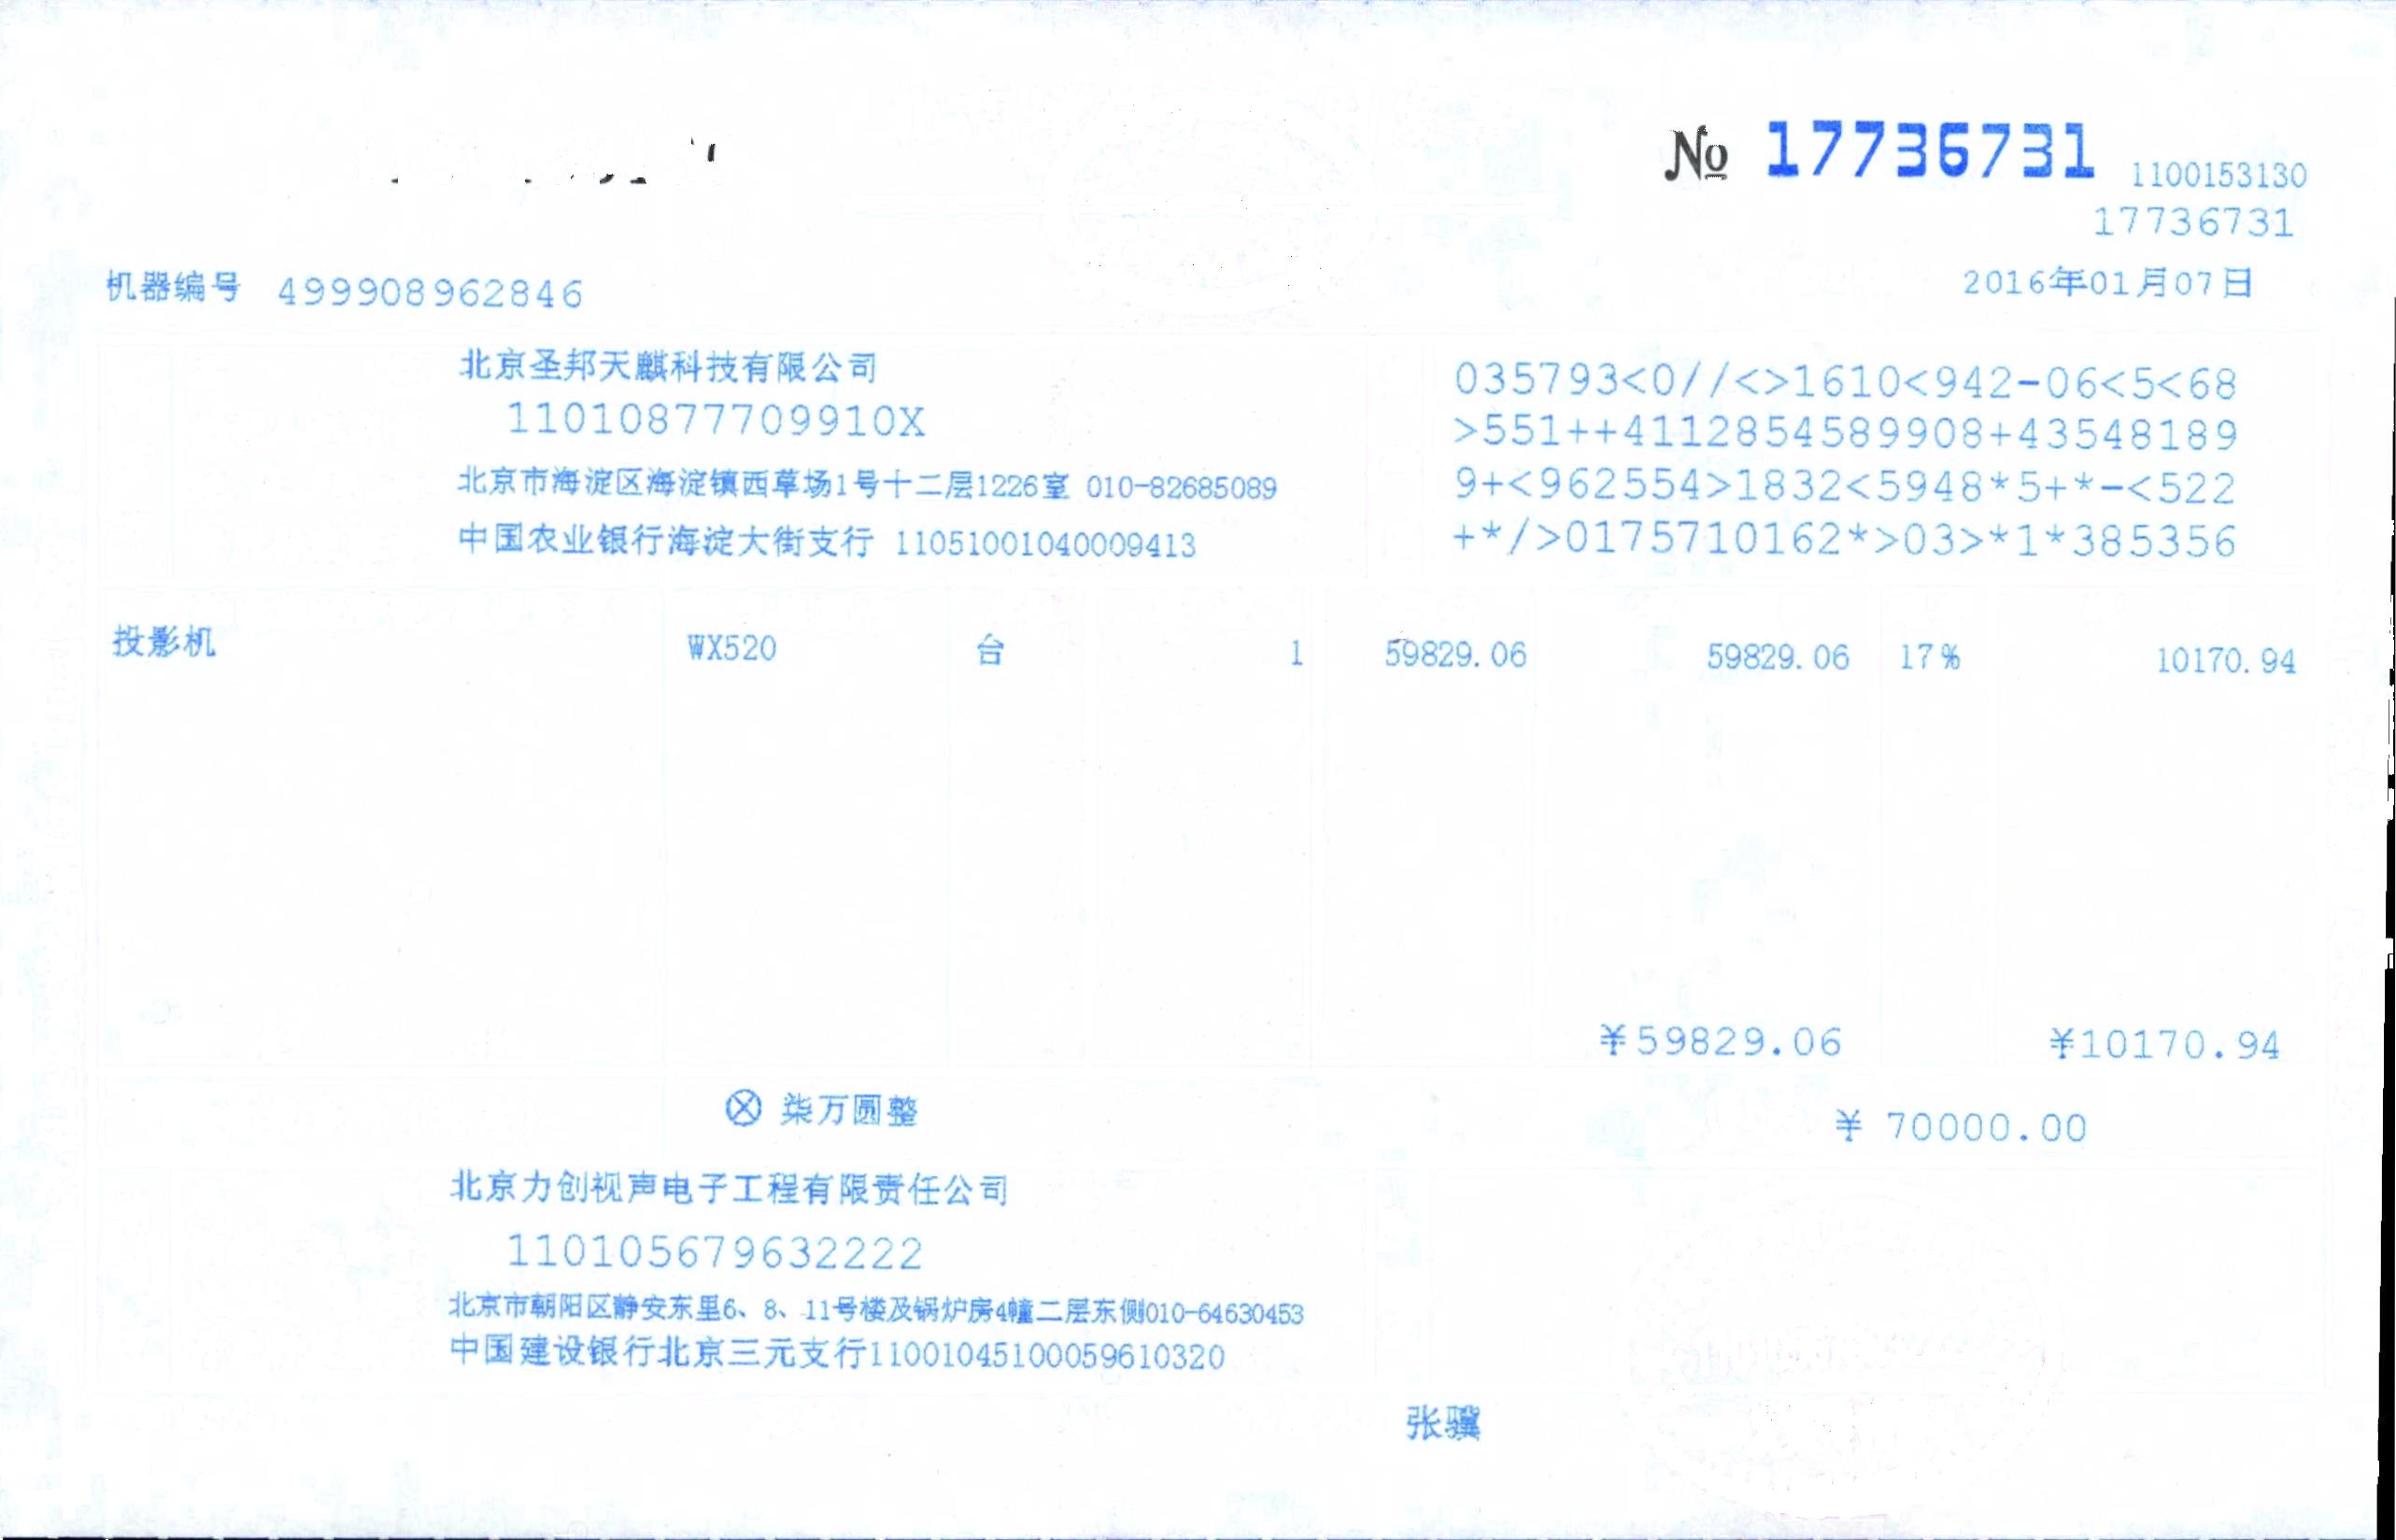 № 17736731 1100153130
17736731
机器编号 499908962846
2016年01月07日
北京圣邦天麒科技有限公司
11010877709910X
北京市海淀区海淀镇西草场1号十二层1226室 010-82685089
中国农业银行海淀大街支行 11051001040009413
035793<0//<>1610<942-06<5<68
>551++4112854589908+43548189
9+<962554>1832<5948*5+*-<522
+*/>0175710162*>03>*1*385356
投影机 WX520 台 1 59829.06 59829.06 17% 10170.94
¥59829.06 ¥10170.94
ⓧ 柒万圆整 ¥ 70000.00
北京力创视声电子工程有限责任公司
110105679632222
北京市朝阳区静安东里6、8、11号楼及锅炉房4幢二层东侧010-64630453
中国建设银行北京三元支行11001045100059610320
张骥